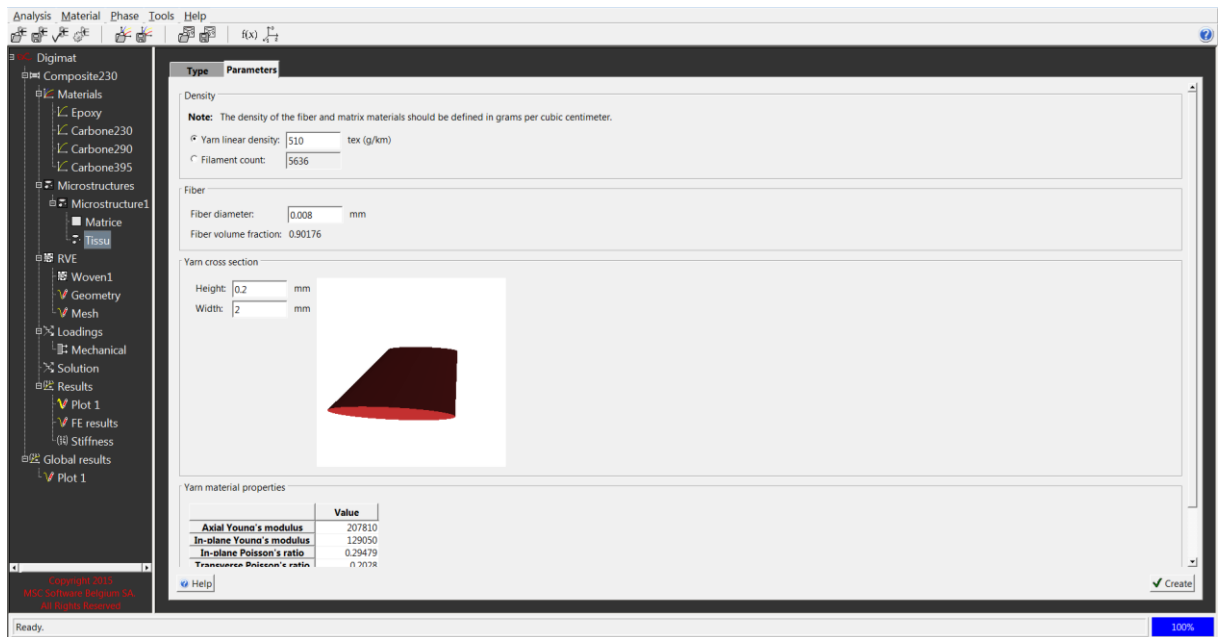 Analysis Material Phase Tools Help
f(x)
Digimat
Composite230
Materials
Epoxy
Carbone230
Carbone290
Carbone395
Microstructures
Microstructure1
Matrice
Tissu
RVE
Woven1
Geometry
Mesh
Loadings
Mechanical
Solution
Results
Plot 1
FE results
Stiffness
Global results
Plot 1
Copyright 2015
MSC Software Belgium SA.
All Rights Reserved
Type Parameters
Density
Note: The density of the fiber and matrix materials should be defined in grams per cubic centimeter.
Yarn linear density: 510 tex (g/km)
Filament count: 5636
Fiber
Fiber diameter: 0.008 mm
Fiber volume fraction: 0.90176
Yarn cross section
Height: 0.2 mm
Width: 2 mm
Yarn material properties
Value
Axial Young's modulus 207810
In-plane Young's modulus 129050
In-plane Poisson's ratio 0.29479
Transverse Poisson's ratio 0.2028
Help
Create
Ready.
100%